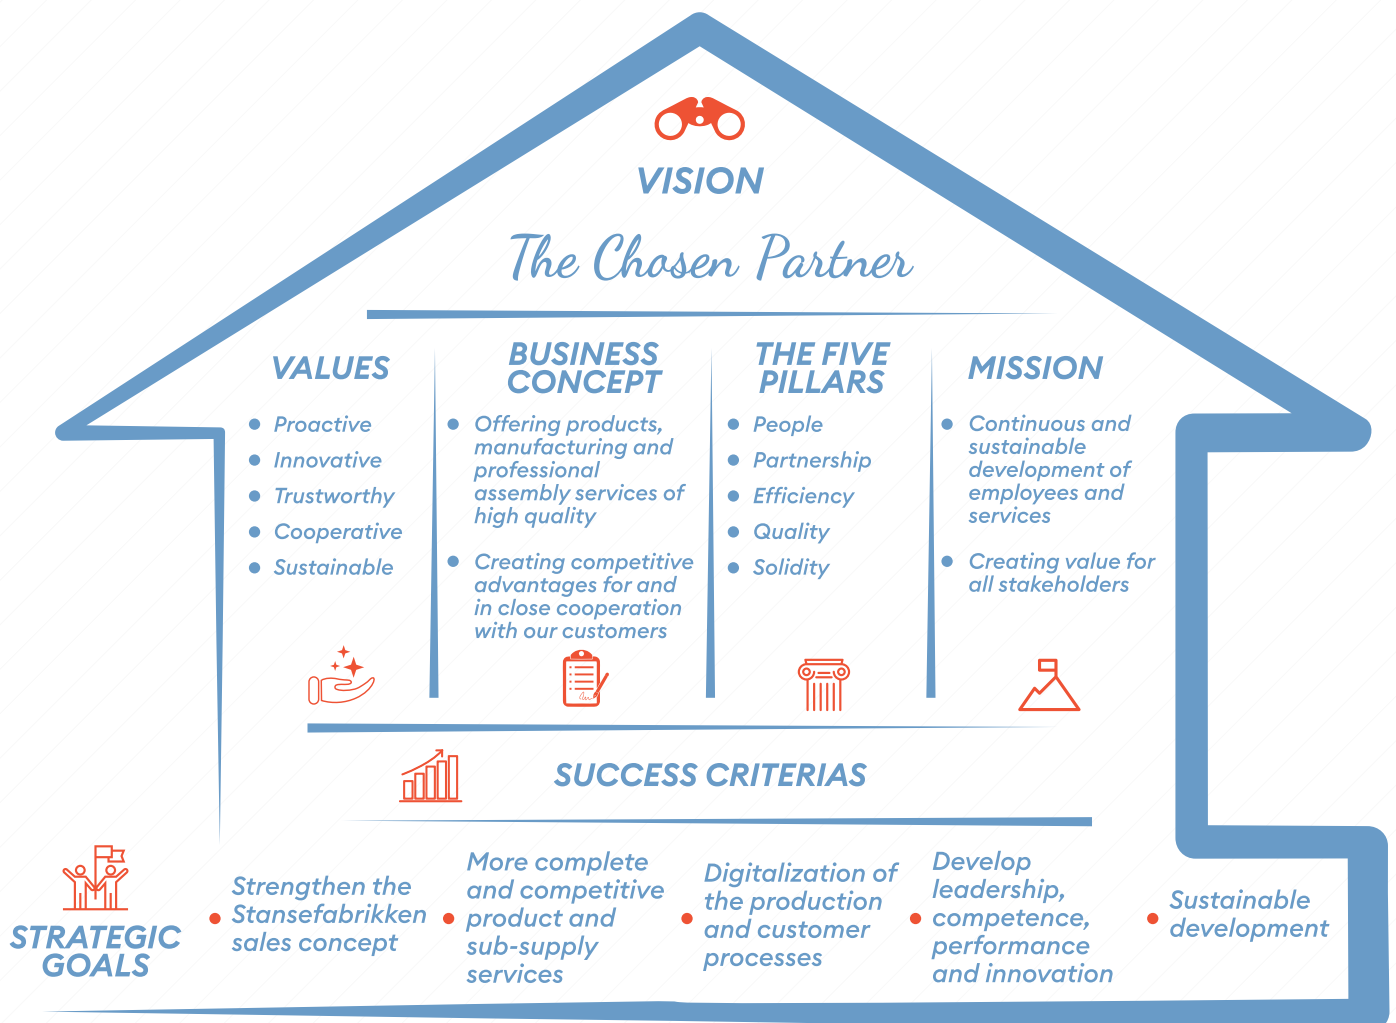 VISION
The Chosen Partner
VALUES
Proactive
Innovative
Trustworthy
Cooperative
Sustainable
BUSINESS
CONCEPT
Offering products,
manufacturing and
professional
assembly services of
high quality
Creating competitive
advantages for and
in close cooperation
with our customers
THE FIVE
PILLARS
People
Partnership
Efficiency
Quality
Solidity
MISSION
Continuous and
sustainable
development of
employees and
services
Creating value for
all stakeholders
SUCCESS CRITERIAS
STRATEGIC
GOALS
Strengthen the
Stansefabrikken
sales concept
More complete
and competitive
product and
sub-supply
services
Digitalization of
the production
and customer
processes
Develop
leadership,
competence,
performance
and innovation
Sustainable
development